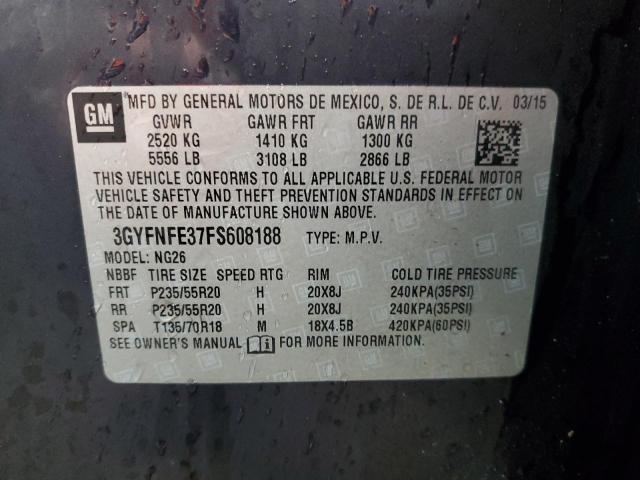 GM
MFD BY GENERAL MOTORS DE MEXICO, S. DE R.L. DE C.V. 03/15
GVWR GAWR FRT GAWR RR
2520 KG 1410 KG 1300 KG
5556 LB 3108 LB 2866 LB
THIS VEHICLE CONFORMS TO ALL APPLICABLE U.S. FEDERAL MOTOR
VEHICLE SAFETY AND THEFT PREVENTION STANDARDS IN EFFECT ON
THE DATE OF MANUFACTURE SHOWN ABOVE.
3GYFNFE37FS608188 TYPE: M.P.V.
MODEL: NG26
NBBF TIRE SIZE SPEED RTG RIM COLD TIRE PRESSURE
FRT P235/55R20 H 20X8J 240KPA(35PSI)
RR P235/55R20 H 20X8J 240KPA(35PSI)
SPA T135/70R18 M 18X4.5B 420KPA(60PSI)
SEE OWNER'S MANUAL FOR MORE INFORMATION.